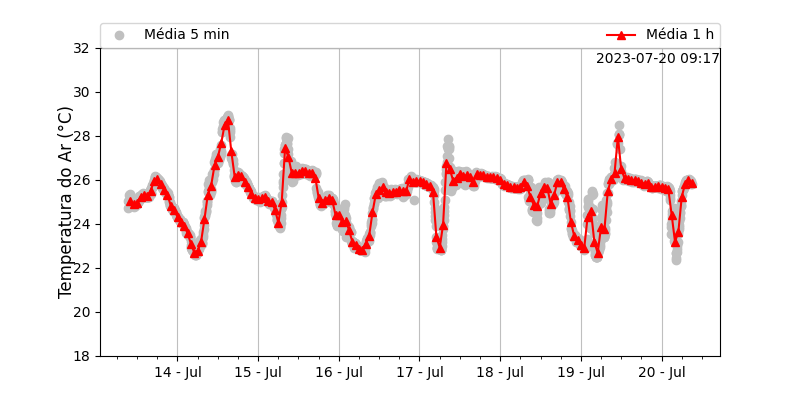 Média 5 min
Média 1 h
2023-07-20 09:17
Temperatura do Ar (°C)
32
30
28
26
24
22
20
18
14 - Jul
15 - Jul
16 - Jul
17 - Jul
18 - Jul
19 - Jul
20 - Jul